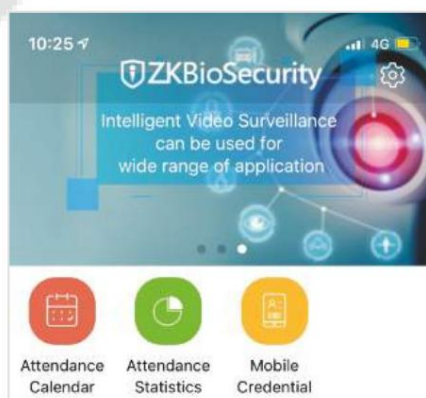 10:25
4G
ZKBioSecurity
Intelligent Video Surveillance
can be used for
wide range of application
Attendance
Calendar
Attendance
Statistics
Mobile
Credential